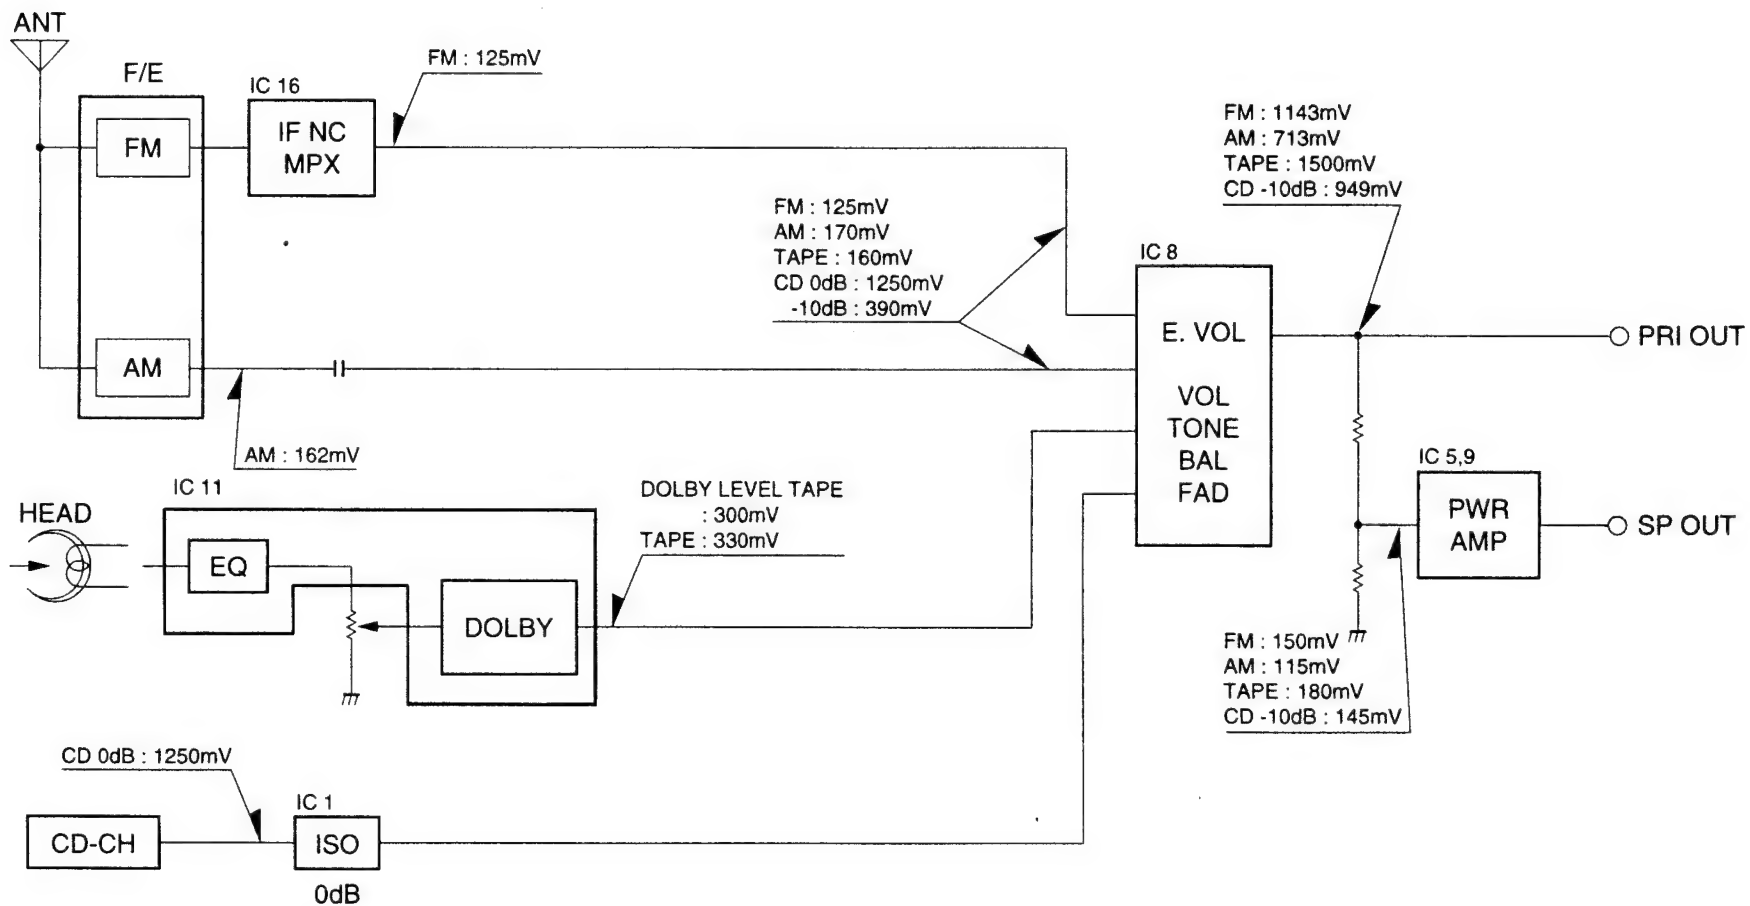 ANT
F/E
FM : 125mV
IC 16
FM
IF NC
MPX
FM : 1143mV
AM : 713mV
TAPE : 1500mV
CD -10dB : 949mV
FM : 125mV
AM : 170mV
TAPE : 160mV
CD 0dB : 1250mV
-10dB : 390mV
IC 8
E. VOL
VOL
TONE
BAL
FAD
PRI OUT
AM
AM : 162mV
IC 5,9
PWR
AMP
SP OUT
HEAD
IC 11
EQ
DOLBY
DOLBY LEVEL TAPE
: 300mV
TAPE : 330mV
FM : 150mV
AM : 115mV
TAPE : 180mV
CD -10dB : 145mV
CD 0dB : 1250mV
CD-CH
IC 1
ISO
0dB